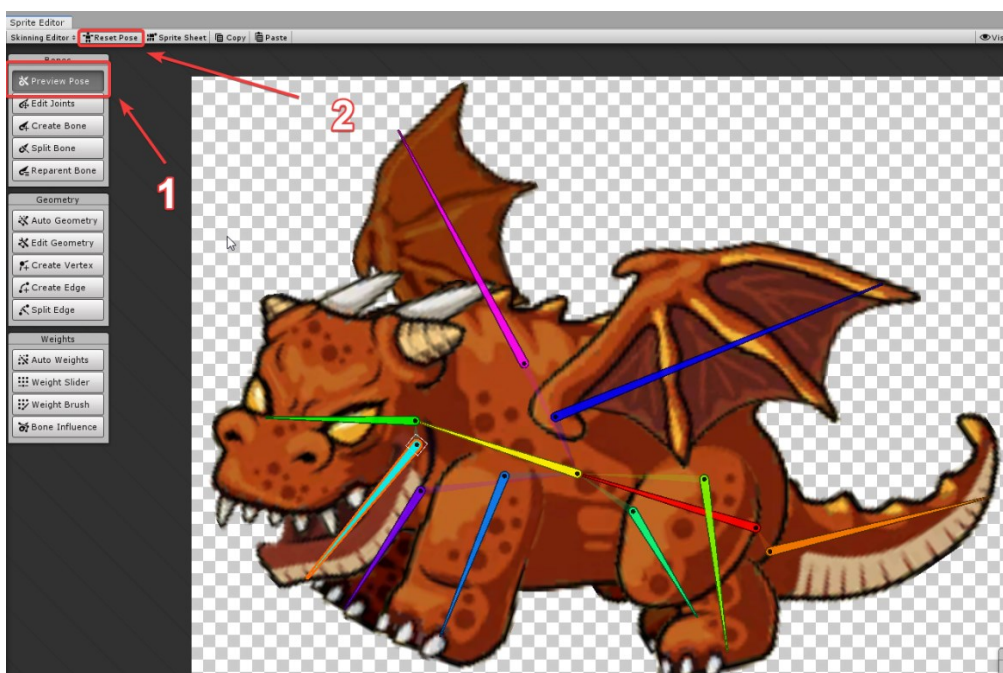 Sprite Editor
Skinning Editor Reset Pose Sprite Sheet Copy Paste Vis
Bones
Preview Pose
Edit Joints
Create Bone
Split Bone
Reparent Bone
Geometry
Auto Geometry
Edit Geometry
Create Vertex
Create Edge
Split Edge
Weights
Auto Weights
Weight Slider
Weight Brush
Bone Influence
1
2